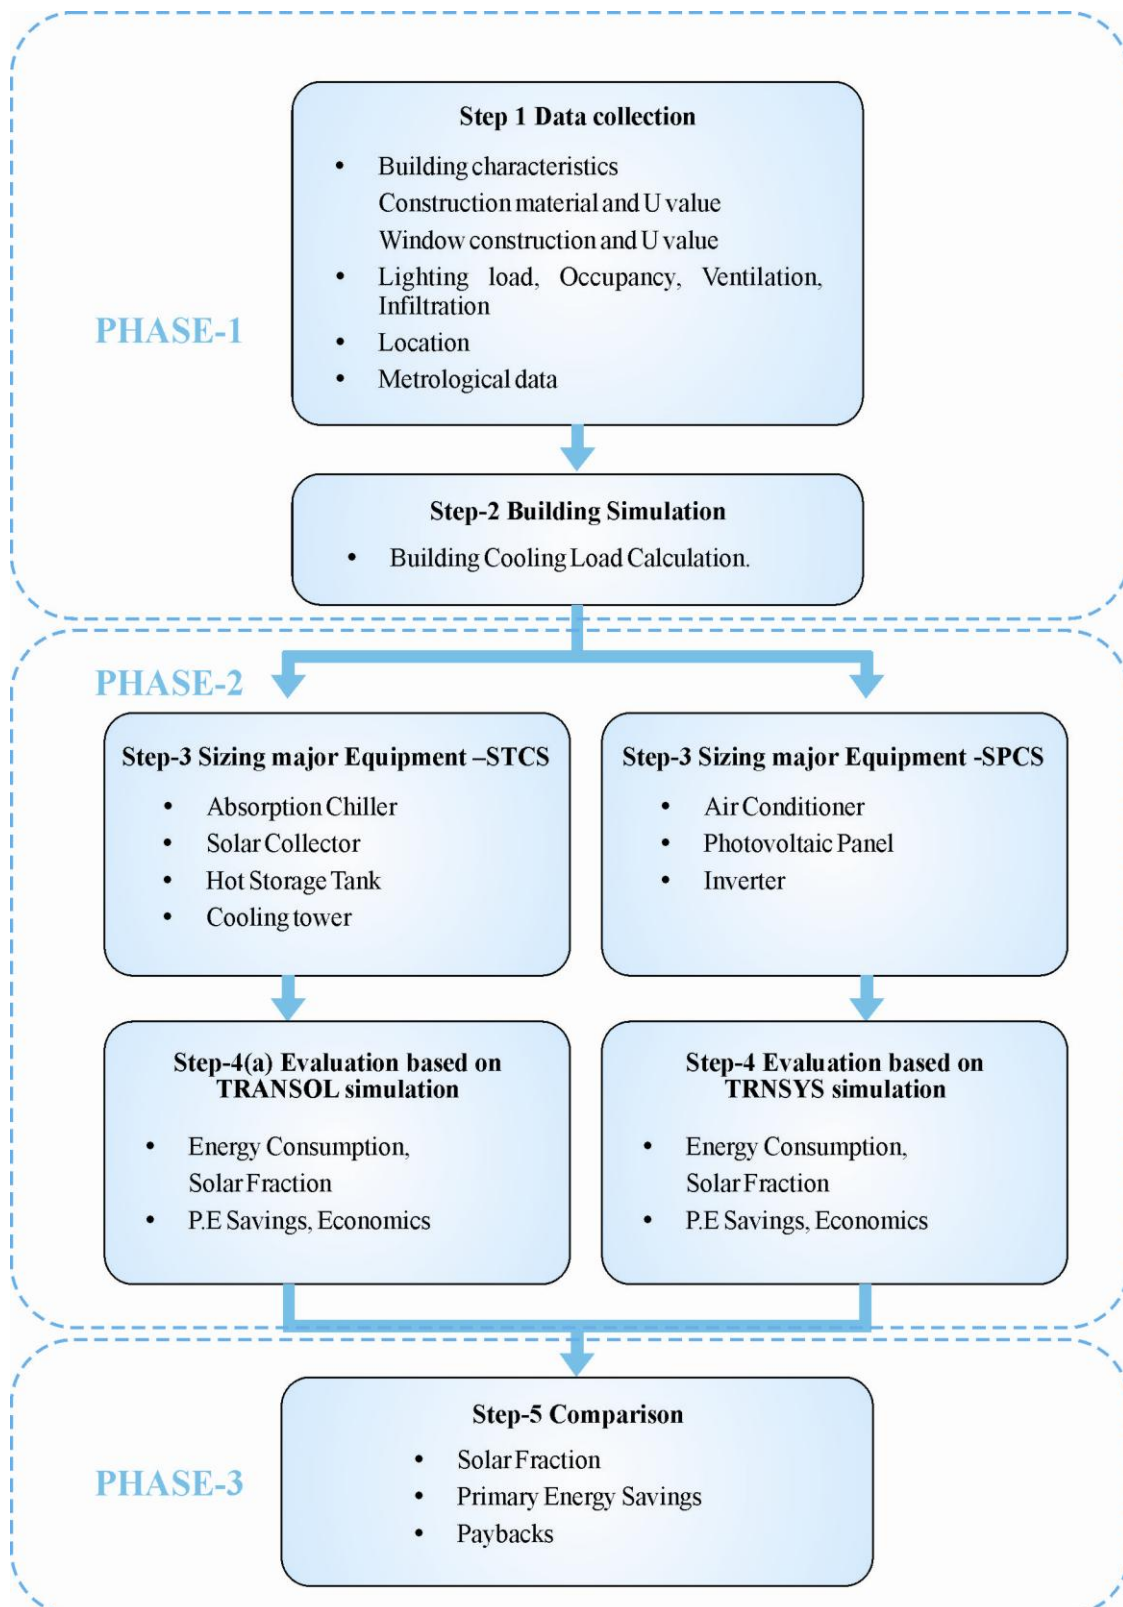 Step 1 Data collection
• Building characteristics
Construction material and U value
Window construction and U value
• Lighting load, Occupancy, Ventilation,
Infiltration
• Location
• Metrological data
PHASE-1
Step-2 Building Simulation
• Building Cooling Load Calculation.
PHASE-2
Step-3 Sizing major Equipment –STCS
• Absorption Chiller
• Solar Collector
• Hot Storage Tank
• Cooling tower
Step-3 Sizing major Equipment -SPCS
• Air Conditioner
• Photovoltaic Panel
• Inverter
Step-4(a) Evaluation based on
TRANSOL simulation
• Energy Consumption,
Solar Fraction
• P.E Savings, Economics
Step-4 Evaluation based on
TRNSYS simulation
• Energy Consumption,
Solar Fraction
• P.E Savings, Economics
PHASE-3
Step-5 Comparison
• Solar Fraction
• Primary Energy Savings
• Paybacks